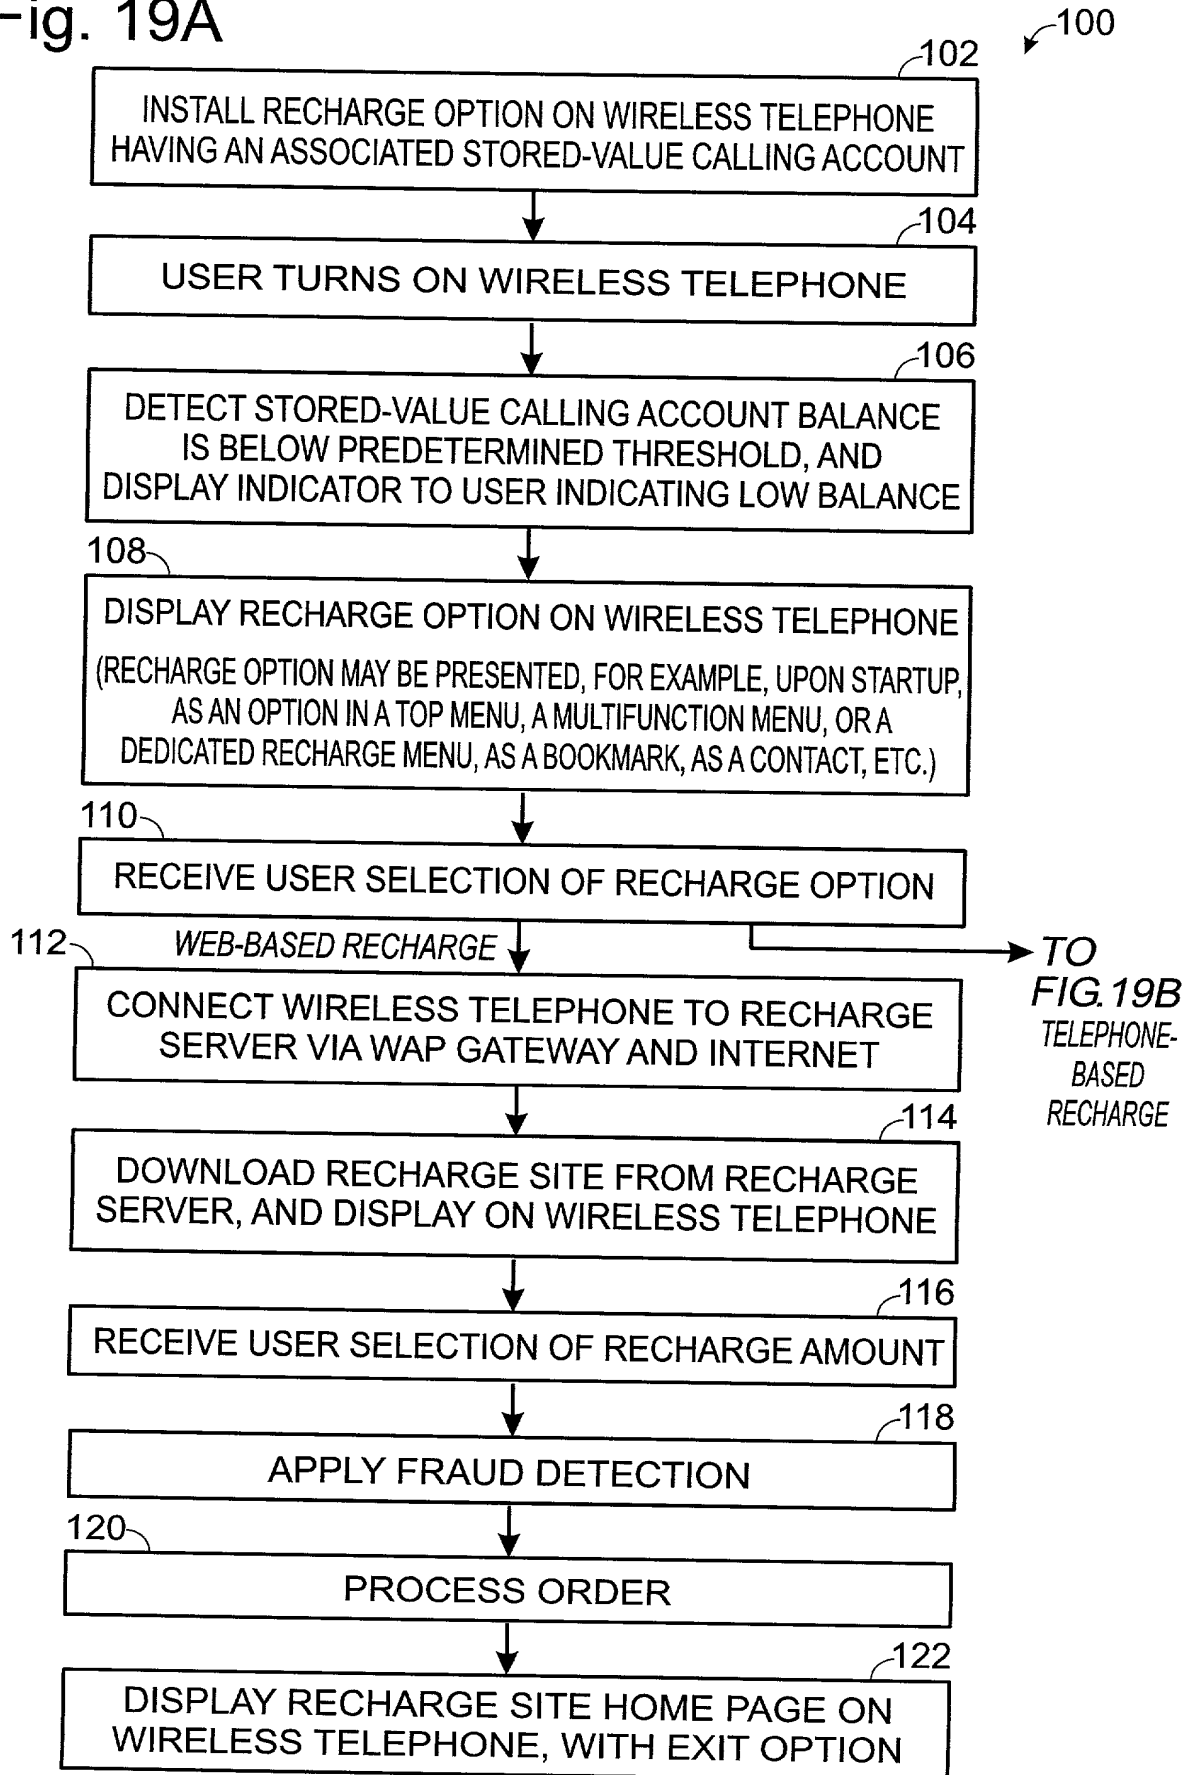 Fig. 19A
100
102
INSTALL RECHARGE OPTION ON WIRELESS TELEPHONE
HAVING AN ASSOCIATED STORED-VALUE CALLING ACCOUNT
104
USER TURNS ON WIRELESS TELEPHONE
106
DETECT STORED-VALUE CALLING ACCOUNT BALANCE
IS BELOW PREDETERMINED THRESHOLD, AND
DISPLAY INDICATOR TO USER INDICATING LOW BALANCE
108
DISPLAY RECHARGE OPTION ON WIRELESS TELEPHONE
(RECHARGE OPTION MAY BE PRESENTED, FOR EXAMPLE, UPON STARTUP,
AS AN OPTION IN A TOP MENU, A MULTIFUNCTION MENU, OR A
DEDICATED RECHARGE MENU, AS A BOOKMARK, AS A CONTACT, ETC.)
110
RECEIVE USER SELECTION OF RECHARGE OPTION
112
WEB-BASED RECHARGE
TO
FIG.19B
TELEPHONE-
BASED
RECHARGE
CONNECT WIRELESS TELEPHONE TO RECHARGE
SERVER VIA WAP GATEWAY AND INTERNET
114
DOWNLOAD RECHARGE SITE FROM RECHARGE
SERVER, AND DISPLAY ON WIRELESS TELEPHONE
116
RECEIVE USER SELECTION OF RECHARGE AMOUNT
118
APPLY FRAUD DETECTION
120
PROCESS ORDER
122
DISPLAY RECHARGE SITE HOME PAGE ON
WIRELESS TELEPHONE, WITH EXIT OPTION